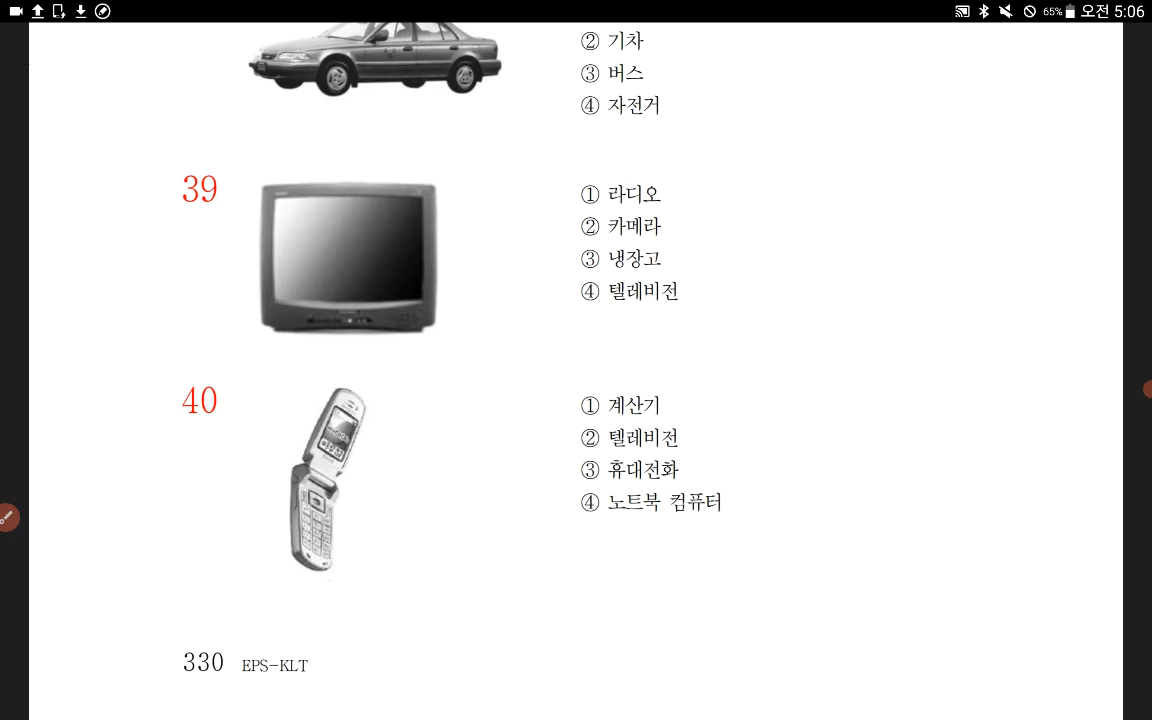 65% 오전 5:06
② 기차
③ 버스
④ 자전거
39
① 라디오
② 카메라
③ 냉장고
④ 텔레비전
40
① 계산기
② 텔레비전
③ 휴대전화
④ 노트북 컴퓨터
330 EPS-KLT